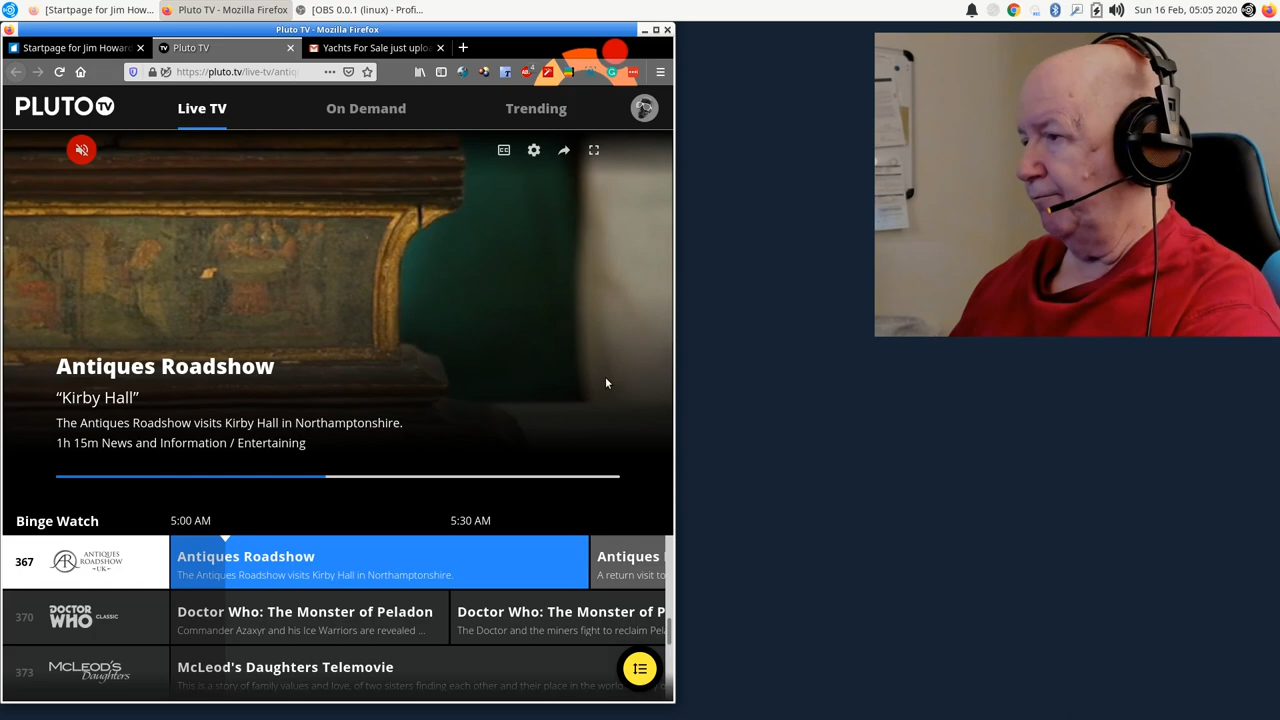 [Startpage for Jim Howa...
Pluto TV - Mozilla Firefox
[OBS 0.0.1 (linux) - Profi...
Sun 16 Feb, 05:05 2020
Pluto TV - Mozilla Firefox
Startpage for Jim Howar
Pluto TV
Yachts For Sale just uploa
https://pluto.tv/live-tv/antiq
4
PLUTO TV
Live TV
On Demand
Trending
CC
Antiques Roadshow
“Kirby Hall”
The Antiques Roadshow visits Kirby Hall in Northamptonshire.
1h 15m News and Information / Entertaining
Binge Watch
5:00 AM
5:30 AM
367
ANTIQUES ROADSHOW -UK-
Antiques Roadshow
The Antiques Roadshow visits Kirby Hall in Northamptonshire.
Antiques
A return visit to
370
DOCTOR WHO CLASSIC
Doctor Who: The Monster of Peladon
Commander Azaxyr and his Ice Warriors are revealed ...
Doctor Who: The Monster of P
The Doctor and the miners fight to reclaim Pel
373
McLEOD'S Daughters
McLeod's Daughters Telemovie
This is a story of family values and love, of two sisters finding each other and their place in the world